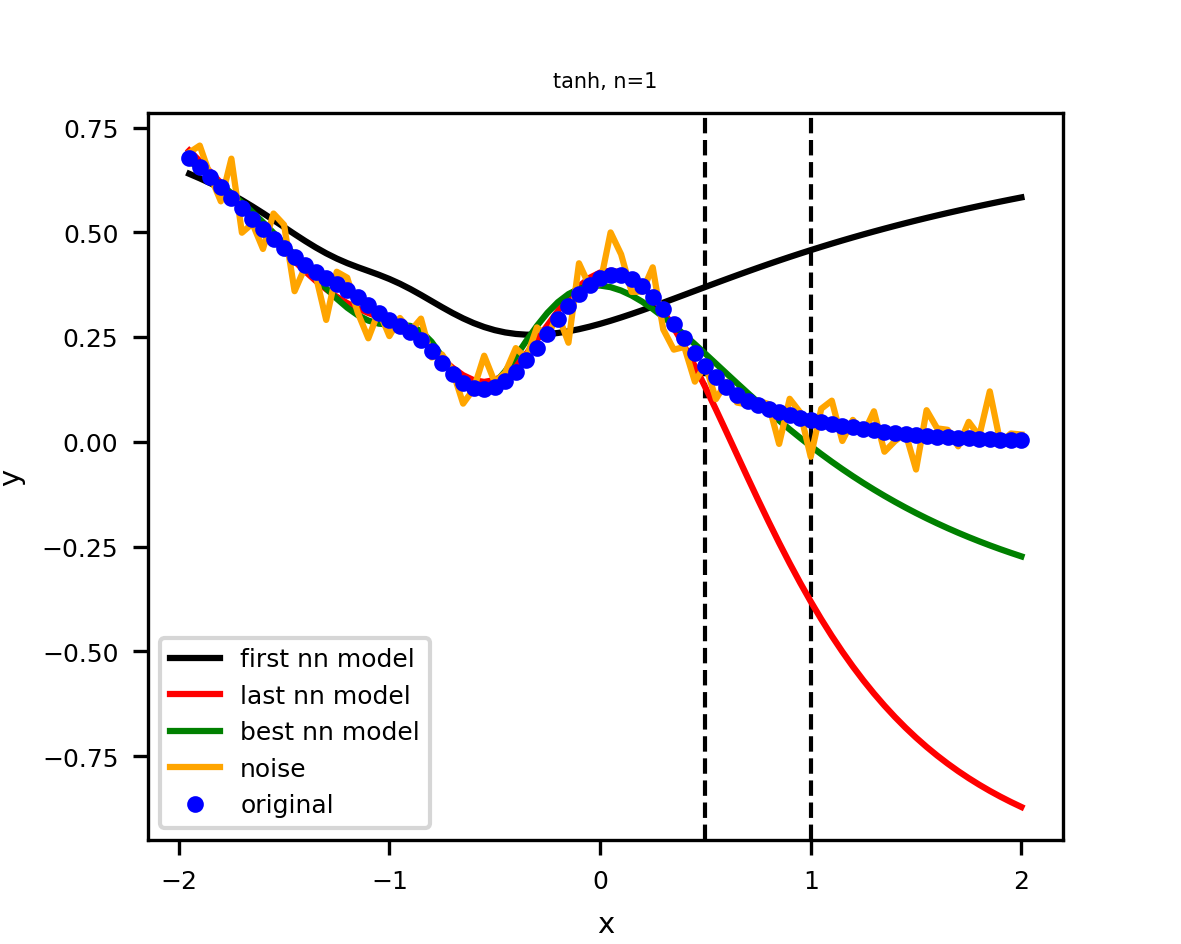 tanh, n=1
0.75
0.50
0.25
0.00
−0.25
−0.50
−0.75
y
first nn model
last nn model
best nn model
noise
original
−2 −1 0 1 2
x